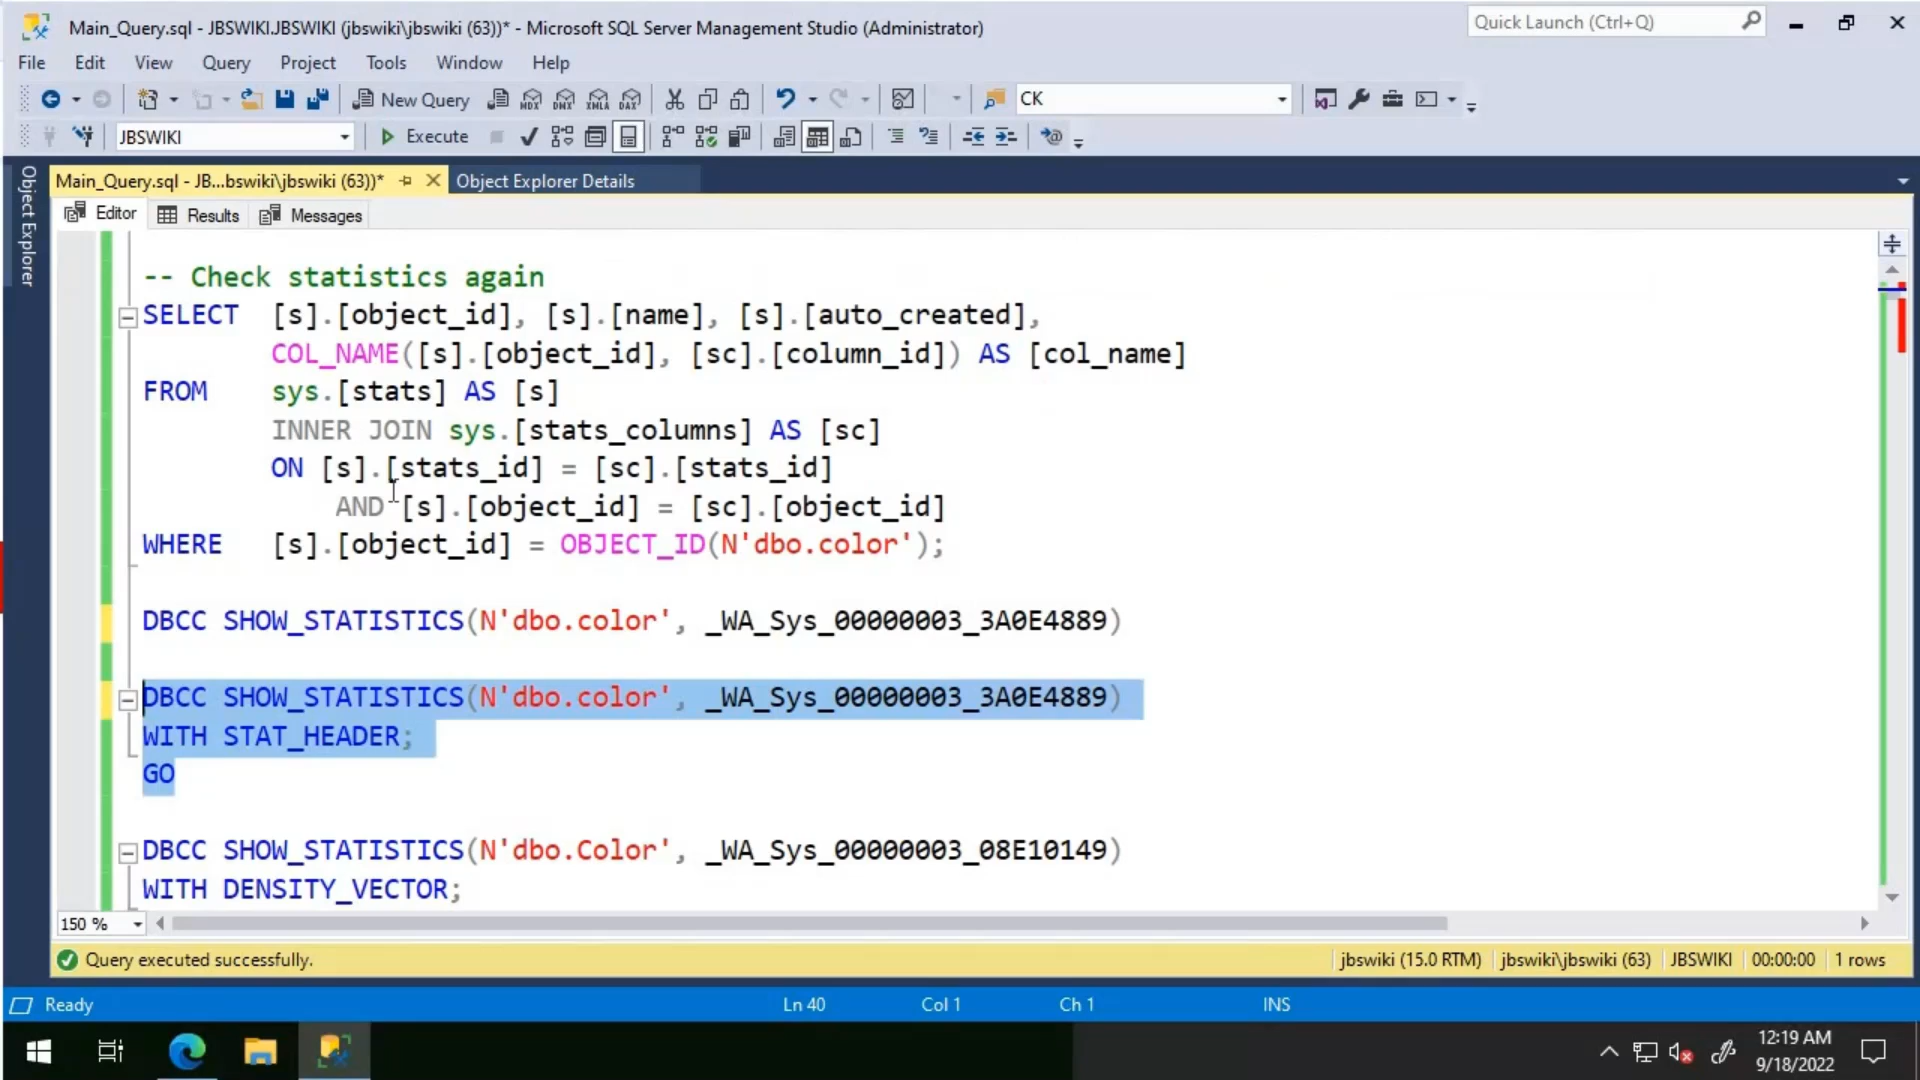 Main_Query.sql - JBSWIKI.JBSWIKI (jbswiki\jbswiki (63))* - Microsoft SQL Server Management Studio (Administrator)
Quick Launch (Ctrl+Q)
File Edit View Query Project Tools Window Help
New Query
MDX DMX XMLA DAX
CK
JBSWIKI
Execute
Main_Query.sql - JB...bswiki\jbswiki (63))*
Object Explorer Details
Object Explorer
Editor Results Messages
-- Check statistics again
SELECT [s].[object_id], [s].[name], [s].[auto_created],
COL_NAME([s].[object_id], [sc].[column_id]) AS [col_name]
FROM sys.[stats] AS [s]
INNER JOIN sys.[stats_columns] AS [sc]
ON [s].[stats_id] = [sc].[stats_id]
AND [s].[object_id] = [sc].[object_id]
WHERE [s].[object_id] = OBJECT_ID(N'dbo.color');
DBCC SHOW_STATISTICS(N'dbo.color', _WA_Sys_00000003_3A0E4889)
DBCC SHOW_STATISTICS(N'dbo.color', _WA_Sys_00000003_3A0E4889)
WITH STAT_HEADER;
GO
DBCC SHOW_STATISTICS(N'dbo.Color', _WA_Sys_00000003_08E10149)
WITH DENSITY_VECTOR;
150 %
Query executed successfully.
jbswiki (15.0 RTM) jbswiki\jbswiki (63) JBSWIKI 00:00:00 1 rows
Ready
Ln 40 Col 1 Ch 1 INS
12:19 AM
9/18/2022